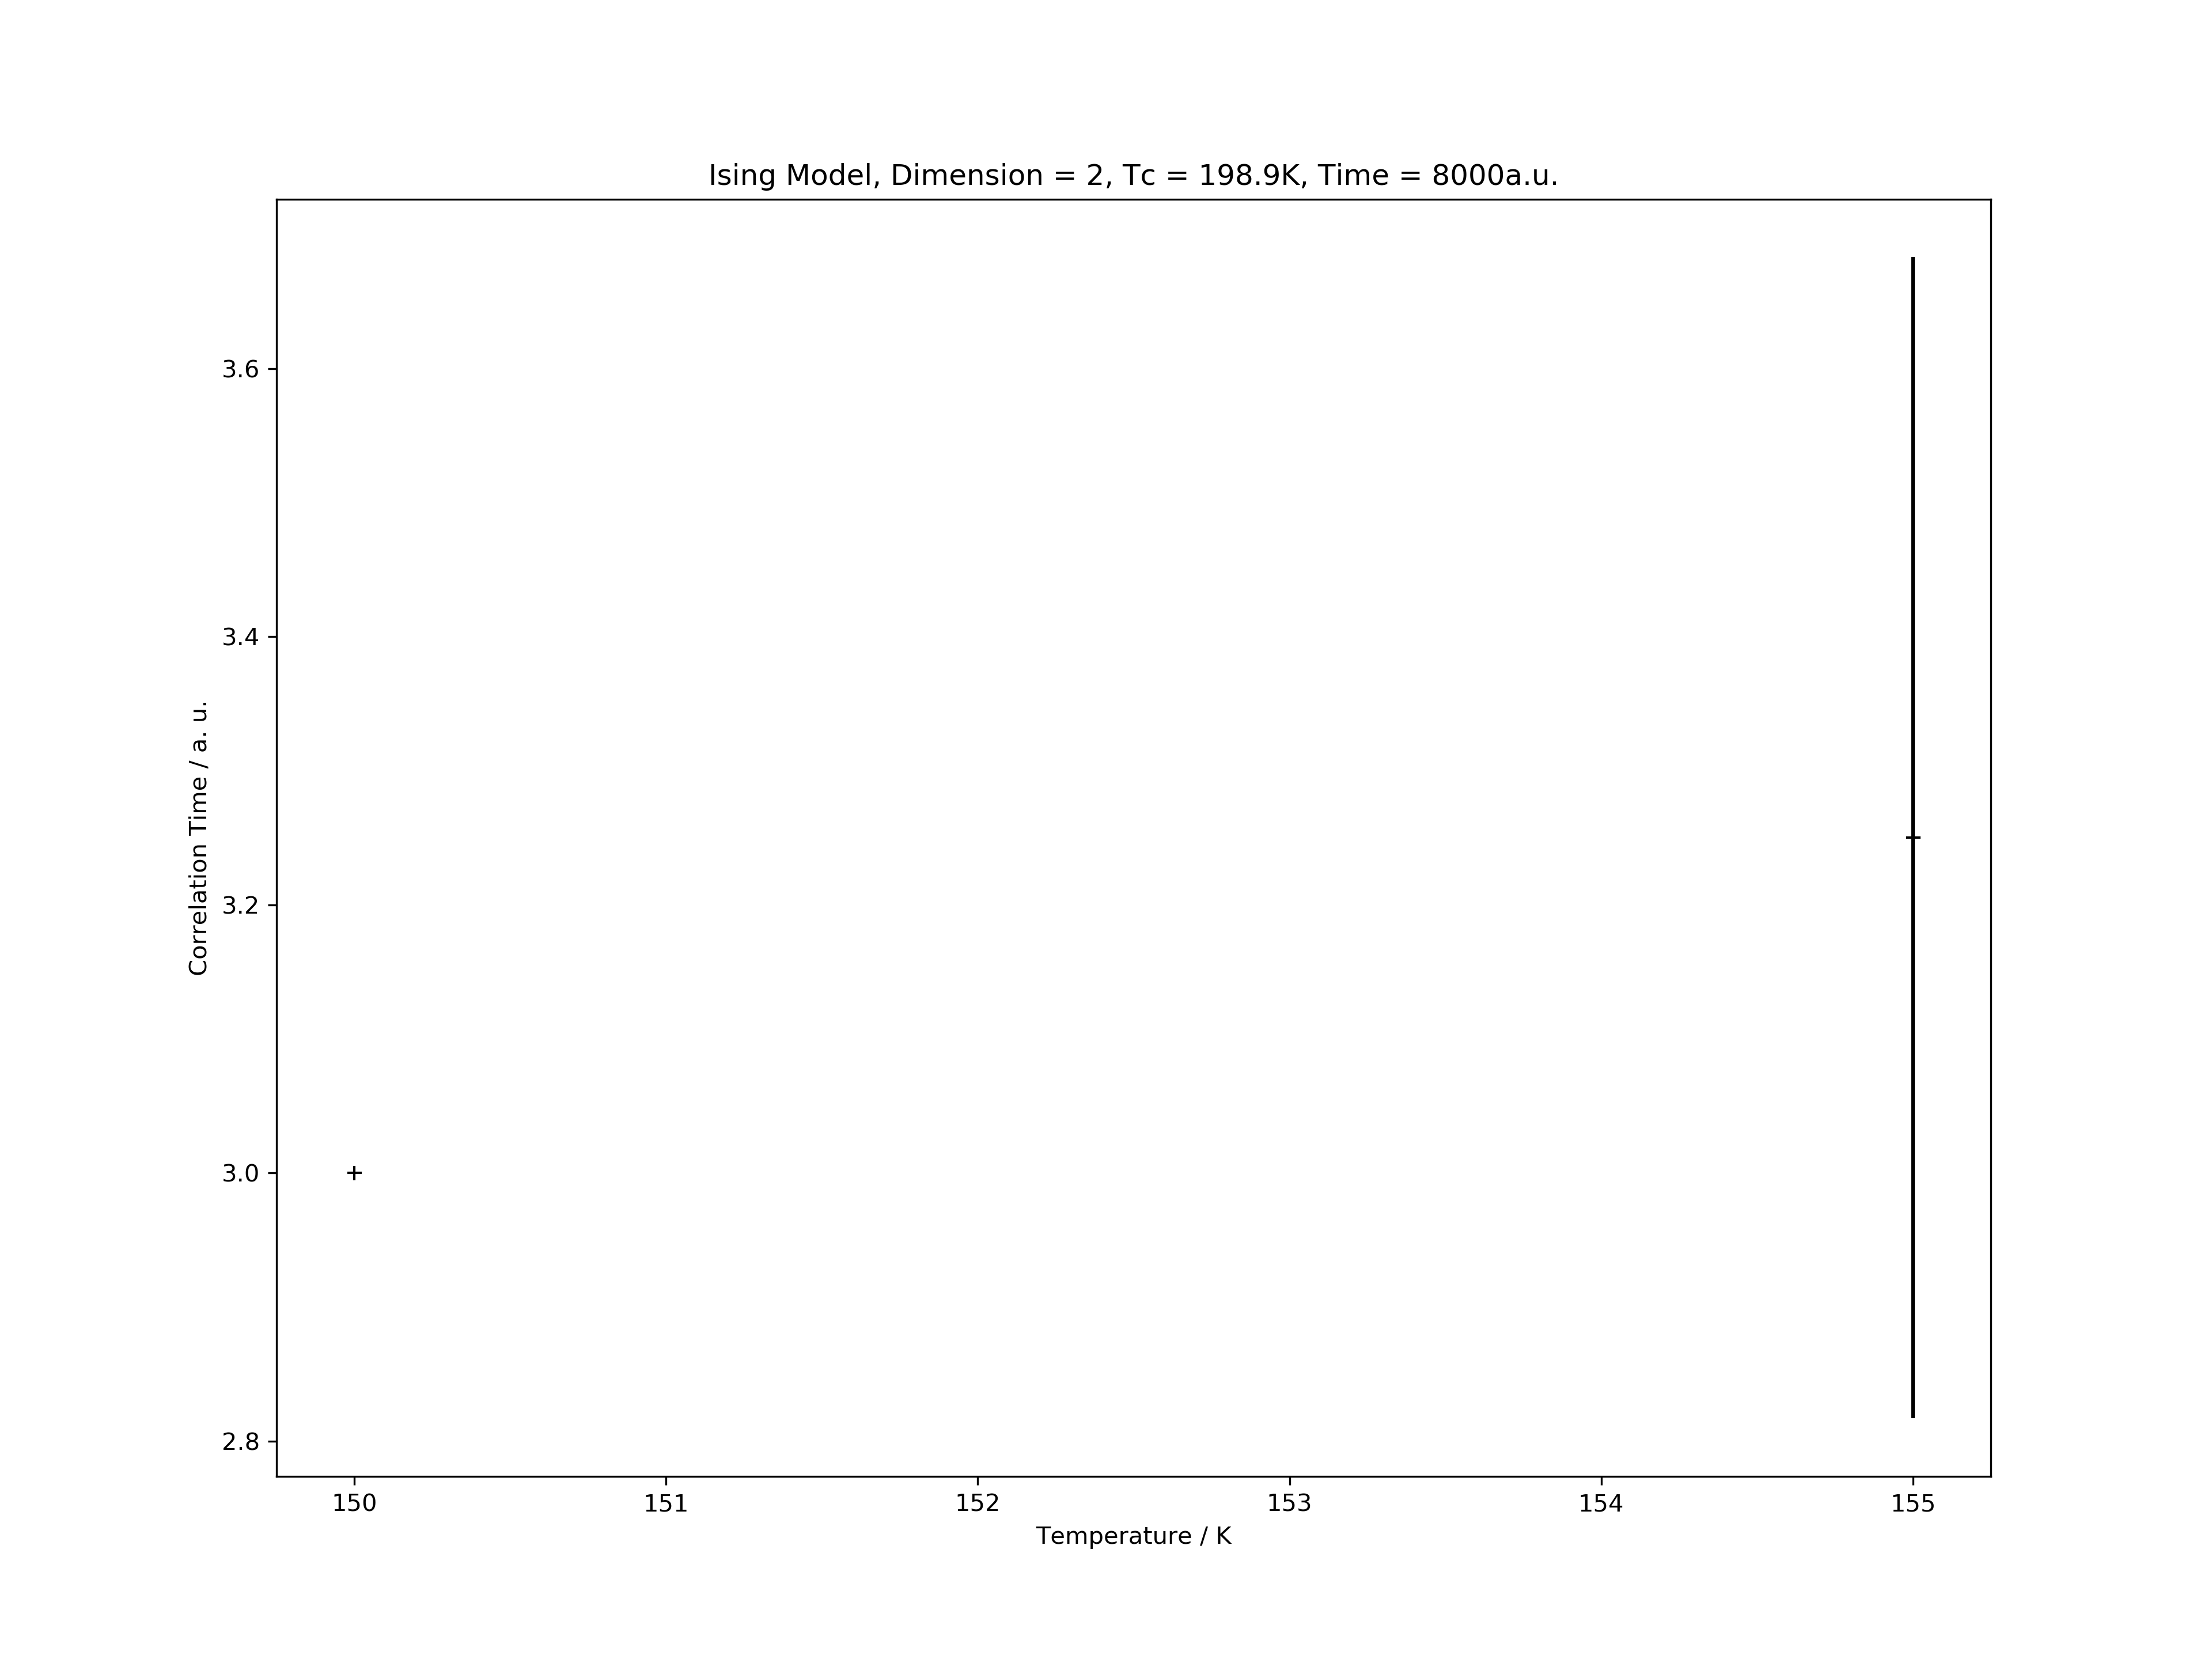 Ising Model, Dimension = 2, Tc = 198.9K, Time = 8000a.u.
Correlation Time / a. u.
3.6
3.4
3.2
3.0
2.8
150 151 152 153 154 155
Temperature / K